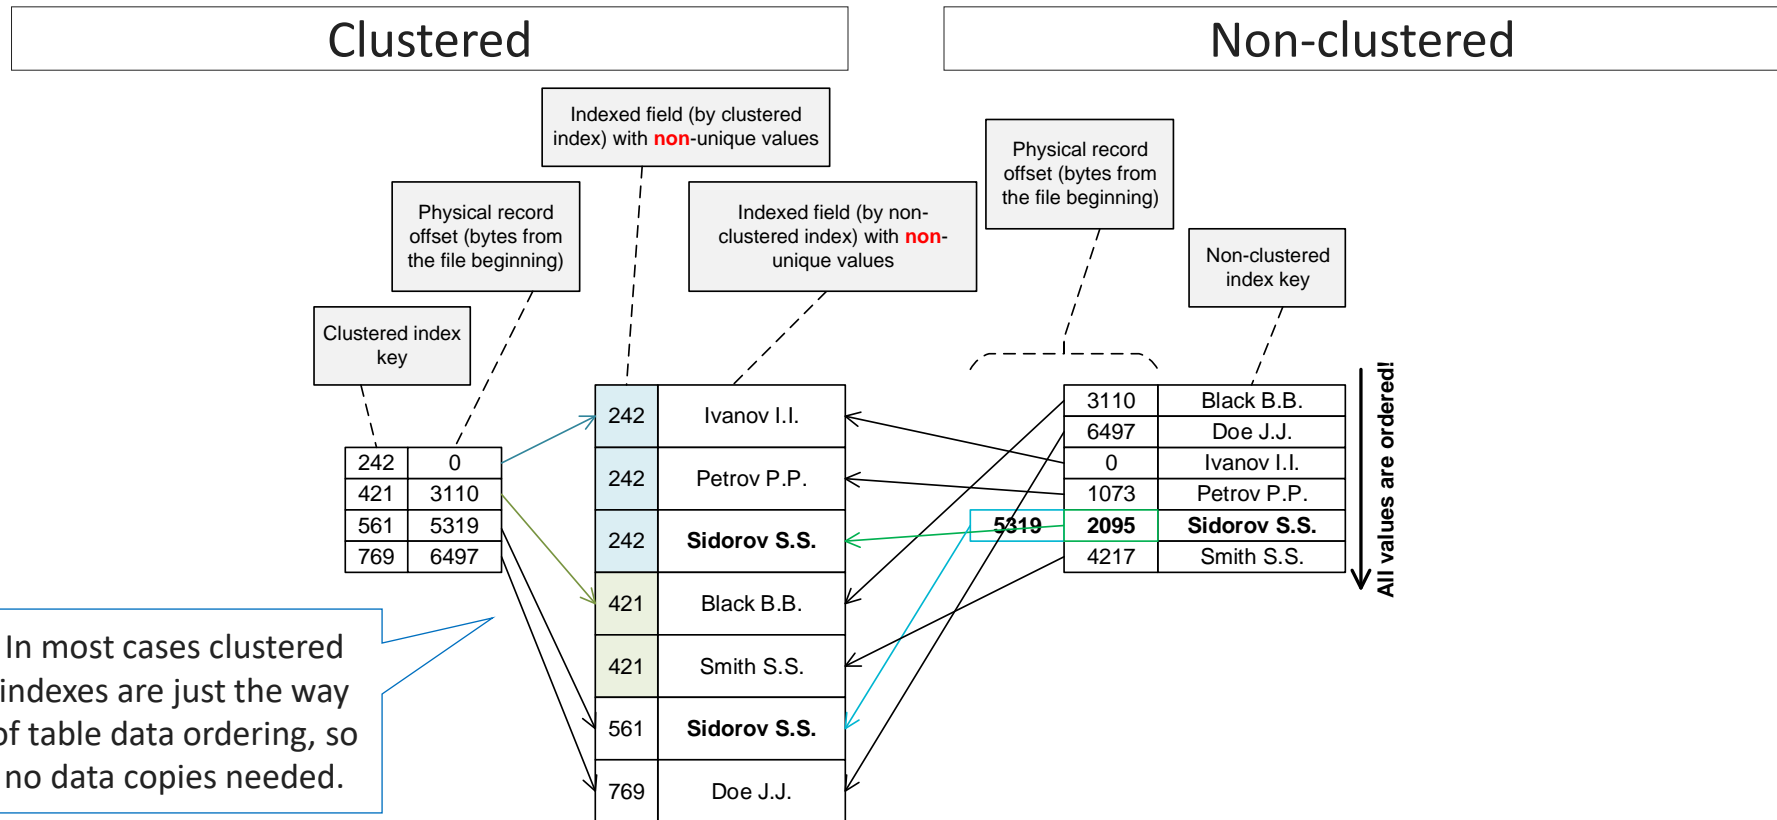 Clustered
Non-clustered
Indexed field (by clustered
index) with non-unique values
Physical record
offset (bytes from
the file beginning)
Physical record
offset (bytes from
the file beginning)
Indexed field (by non-
clustered index) with non-
unique values
Non-clustered
index key
Clustered index
key
242 0
421 3110
561 5319
769 6497
242 Ivanov I.I.
242 Petrov P.P.
242 Sidorov S.S.
421 Black B.B.
421 Smith S.S.
561 Sidorov S.S.
769 Doe J.J.
3110 Black B.B.
6497 Doe J.J.
0 Ivanov I.I.
1073 Petrov P.P.
5319 2095 Sidorov S.S.
4217 Smith S.S.
All values are ordered!
In most cases clustered
indexes are just the way
of table data ordering, so
no data copies needed.